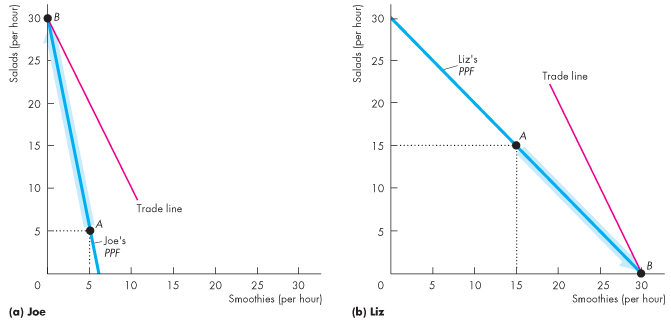 Salads (per hour)
30
25
20
15
10
5
0
5
10
15
20
25
30
Smoothies (per hour)
B
A
Trade line
Joe's
PPF
(a) Joe
Salads (per hour)
30
25
20
15
10
5
0
5
10
15
20
25
30
Smoothies (per hour)
Liz's
PPF
Trade line
A
B
(b) Liz